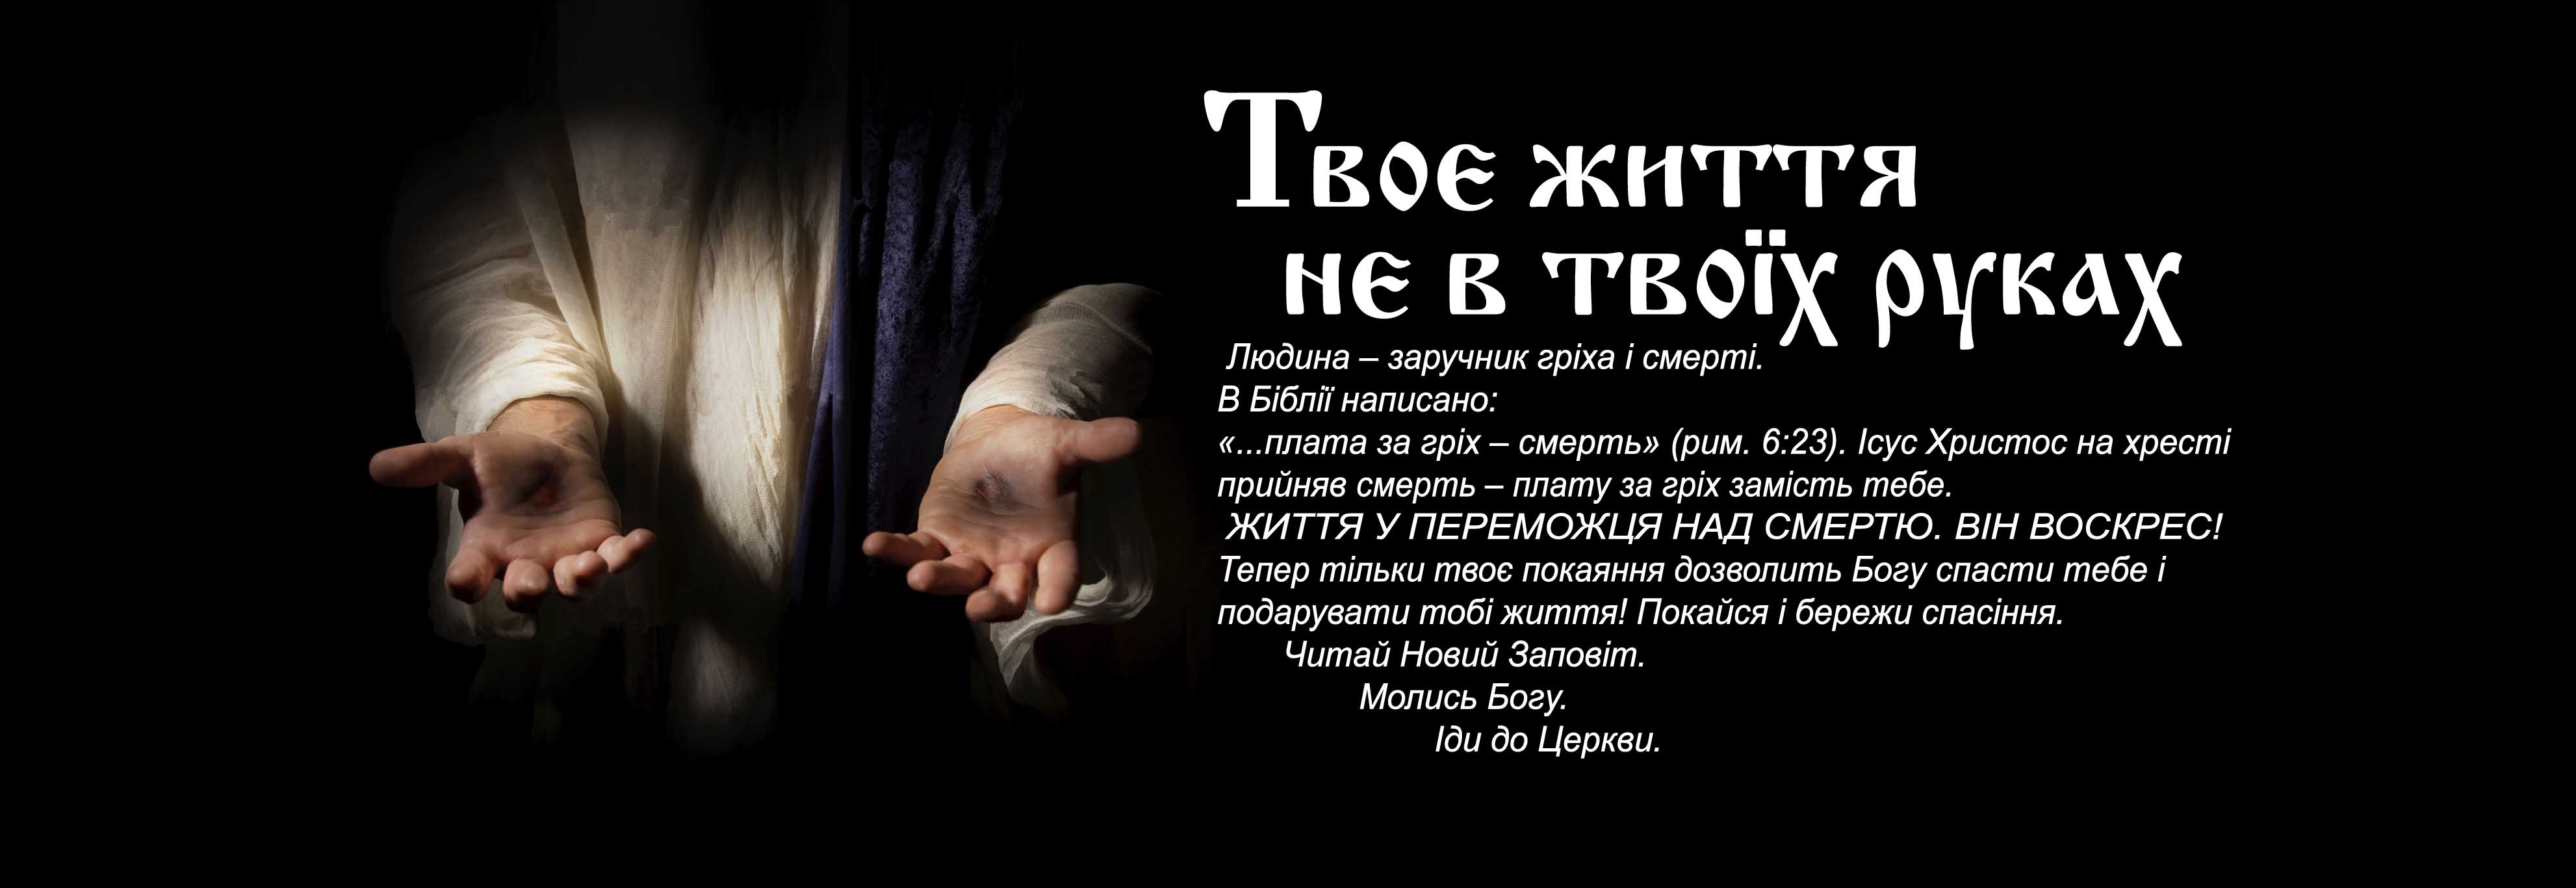 Твоє життя
не в твоїх руках
Людина – заручник гріха і смерті.
В Біблії написано:
«...плата за гріх – смерть» (рим. 6:23). Ісус Христос на хресті
прийняв смерть – плату за гріх замість тебе.
ЖИТТЯ У ПЕРЕМОЖЦЯ НАД СМЕРТЮ. ВІН ВОСКРЕС!
Тепер тільки твоє покаяння дозволить Богу спасти тебе і
подарувати тобі життя! Покайся і бережи спасіння.
Читай Новий Заповіт.
Молись Богу.
Іди до Церкви.